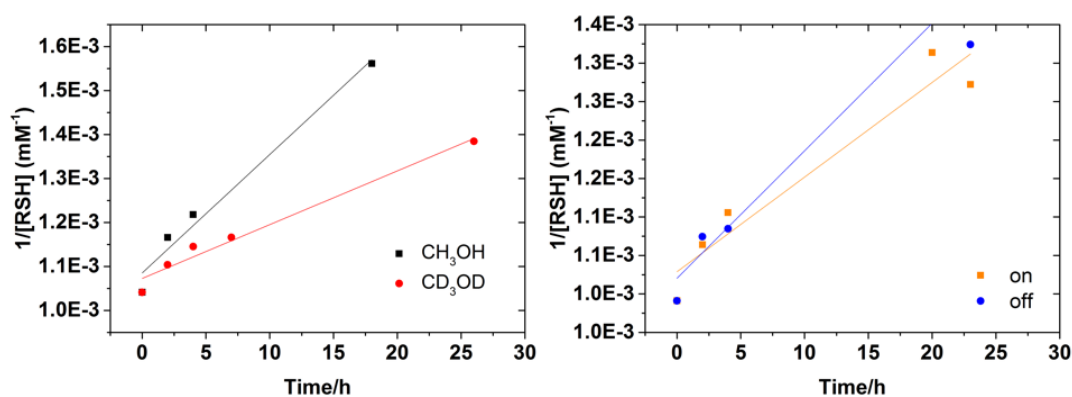 1.6E-3
1.5E-3
1.4E-3
1.3E-3
1.2E-3
1.1E-3
1.0E-3
1/[RSH] (mM⁻¹)
CH₃OH
CD₃OD
0 5 10 15 20 25 30
Time/h
1.4E-3
1.3E-3
1.3E-3
1.2E-3
1.2E-3
1.1E-3
1.1E-3
1.0E-3
1.0E-3
1/[RSH] (mM⁻¹)
on
off
0 5 10 15 20 25 30
Time/h